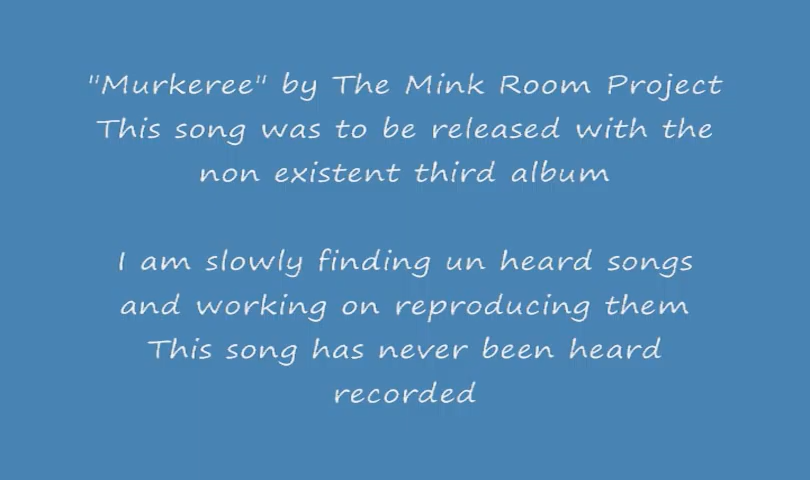 "Murkeree" by The Mink Room Project
This song was to be released with the
non existent third album
I am slowly finding un heard songs
and working on reproducing them
This song has never been heard
recorded